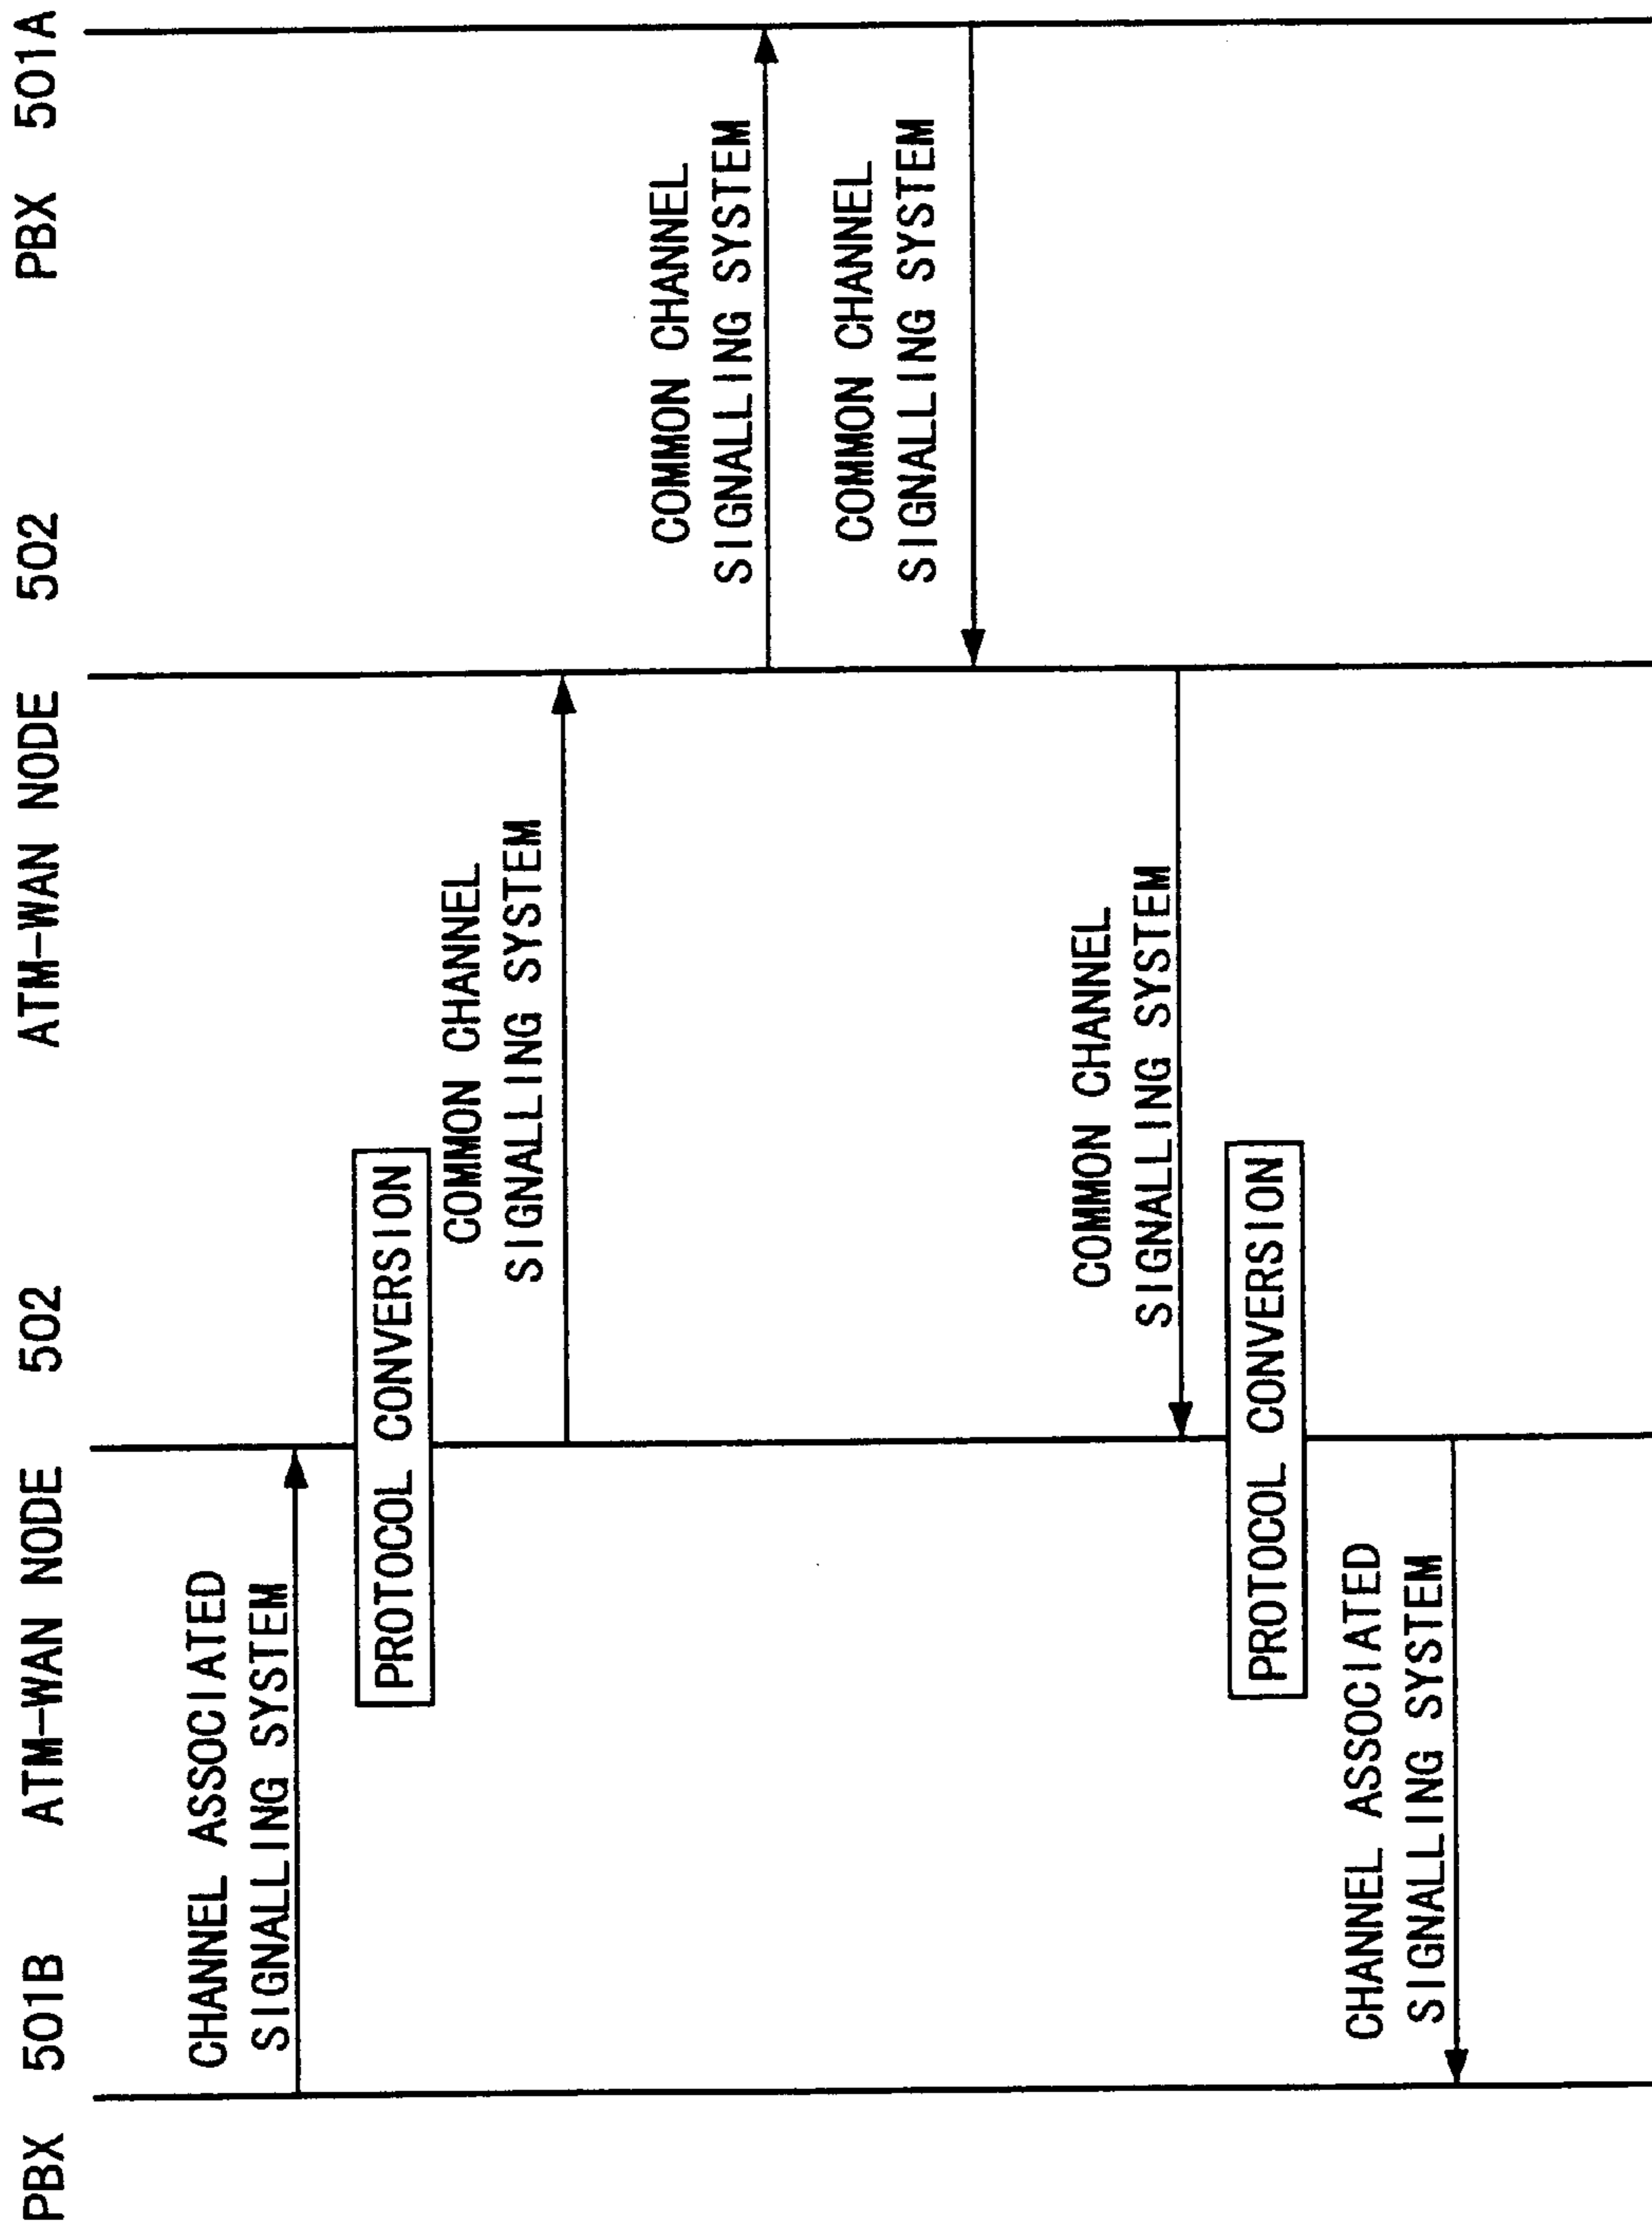 PBX 501B
ATM-WAN NODE 502
ATM-WAN NODE 502
PBX 501A
CHANNEL ASSOCIATED
SIGNALLING SYSTEM
PROTOCOL CONVERSION
COMMON CHANNEL
SIGNALLING SYSTEM
COMMON CHANNEL
SIGNALLING SYSTEM
COMMON CHANNEL
SIGNALLING SYSTEM
COMMON CHANNEL
SIGNALLING SYSTEM
PROTOCOL CONVERSION
CHANNEL ASSOCIATED
SIGNALLING SYSTEM